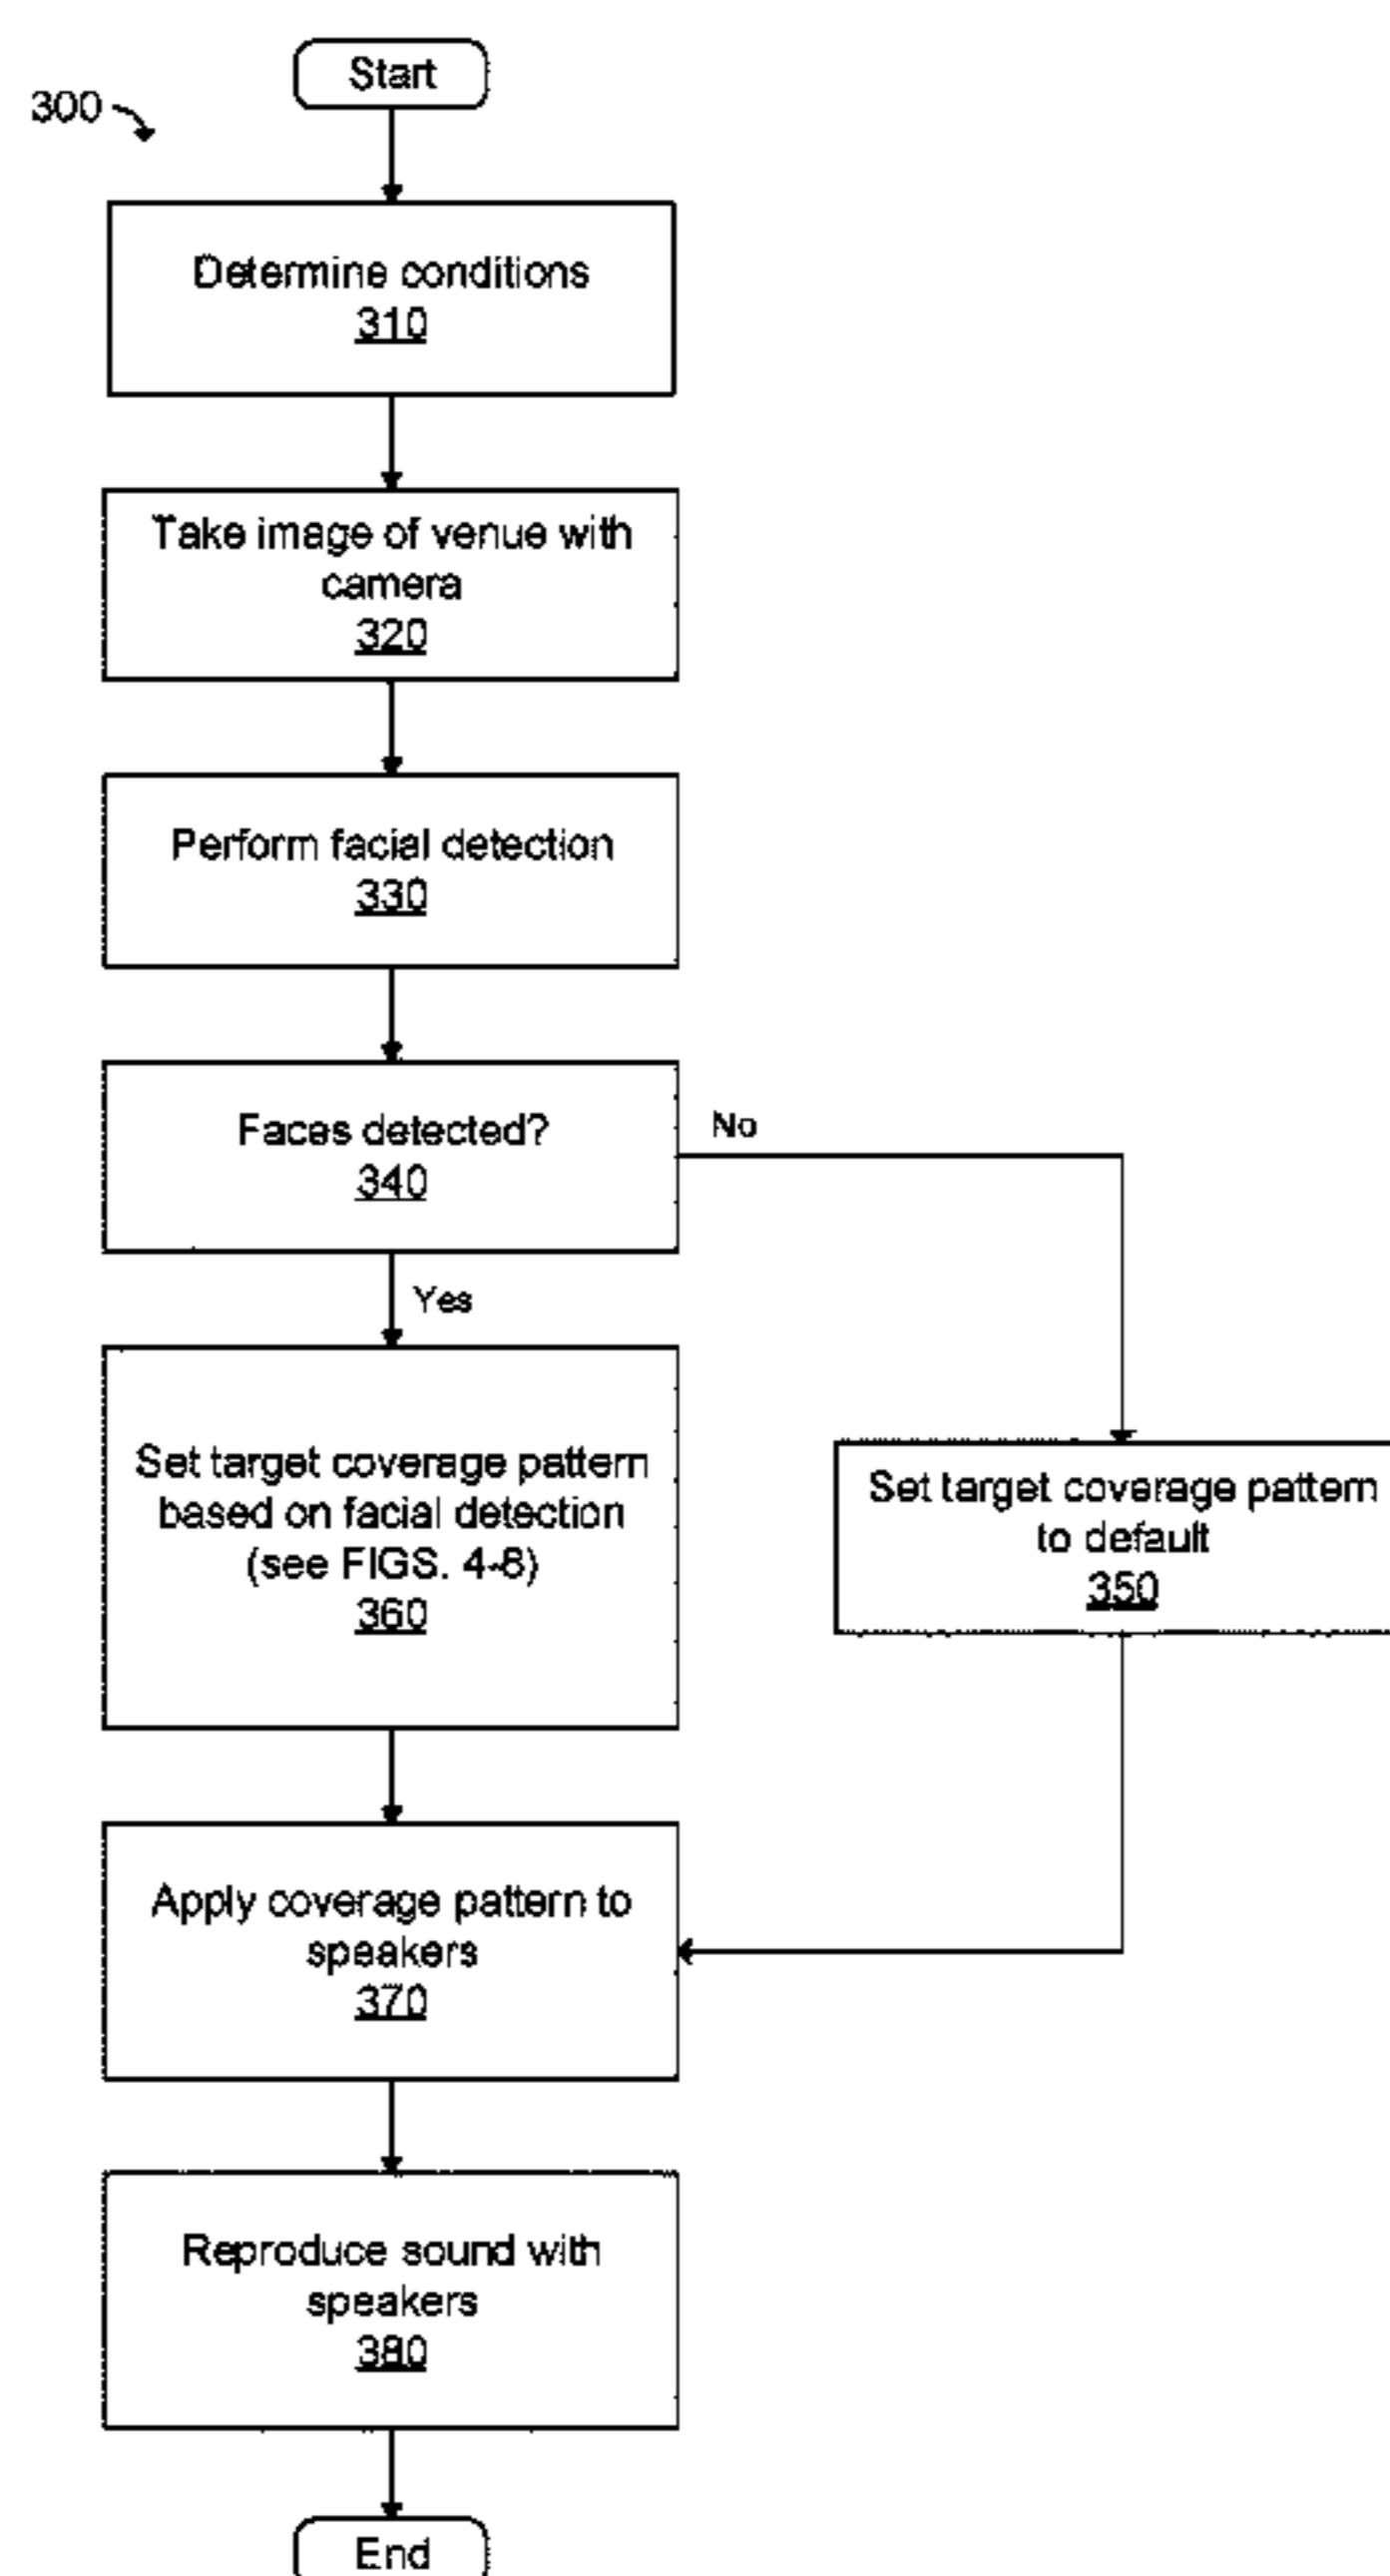 Start
300
Determine conditions
310
Take image of venue with
camera
320
Perform facial detection
330
Faces detected?
340
No
Yes
Set target coverage pattern
based on facial detection
(see FIGS. 4-8)
360
Set target coverage pattern
to default
350
Apply coverage pattern to
speakers
370
Reproduce sound with
speakers
380
End